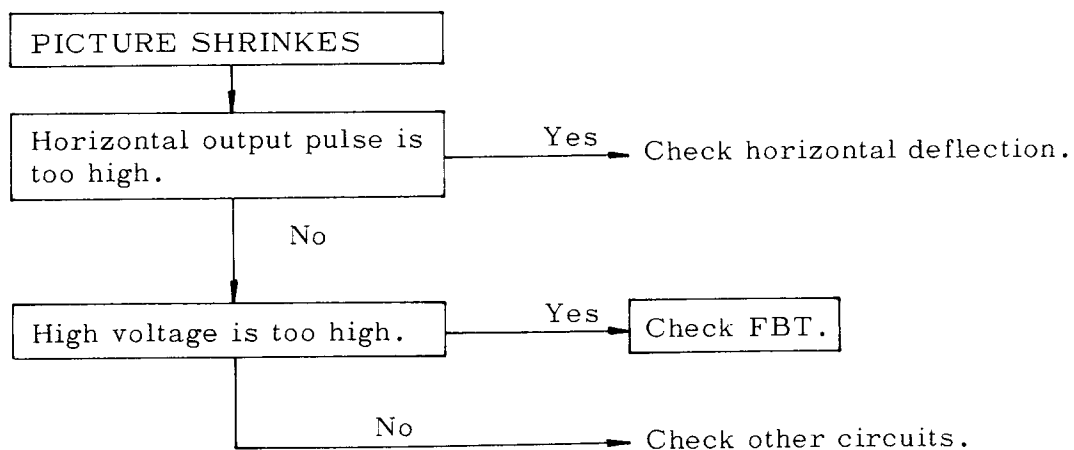 PICTURE SHRINKES
Horizontal output pulse is
too high.
Yes
Check horizontal deflection.
No
High voltage is too high.
Yes
Check FBT.
No
Check other circuits.